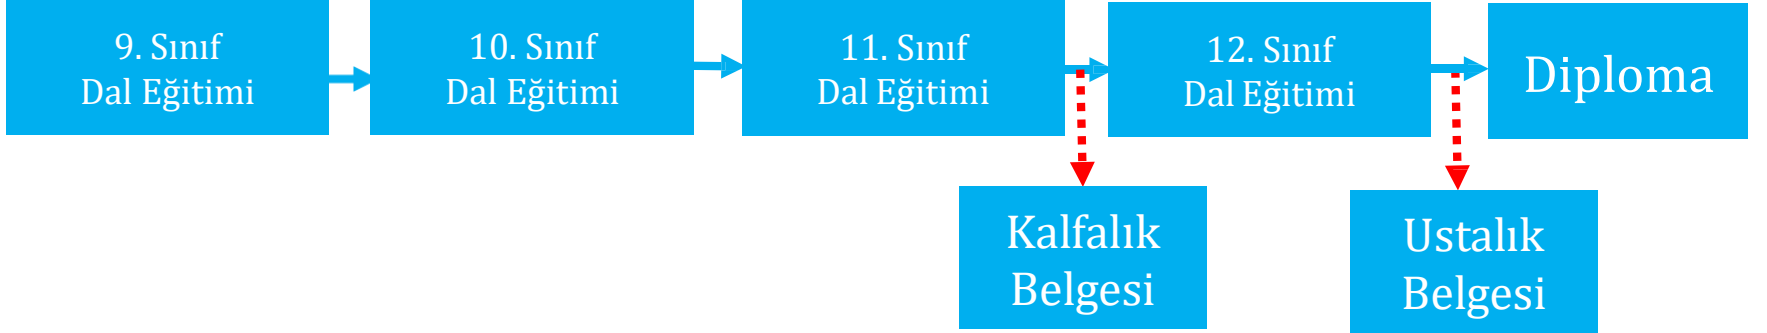 9. Sınıf
Dal Eğitimi
10. Sınıf
Dal Eğitimi
11. Sınıf
Dal Eğitimi
12. Sınıf
Dal Eğitimi
Diploma
Kalfalık
Belgesi
Ustalık
Belgesi